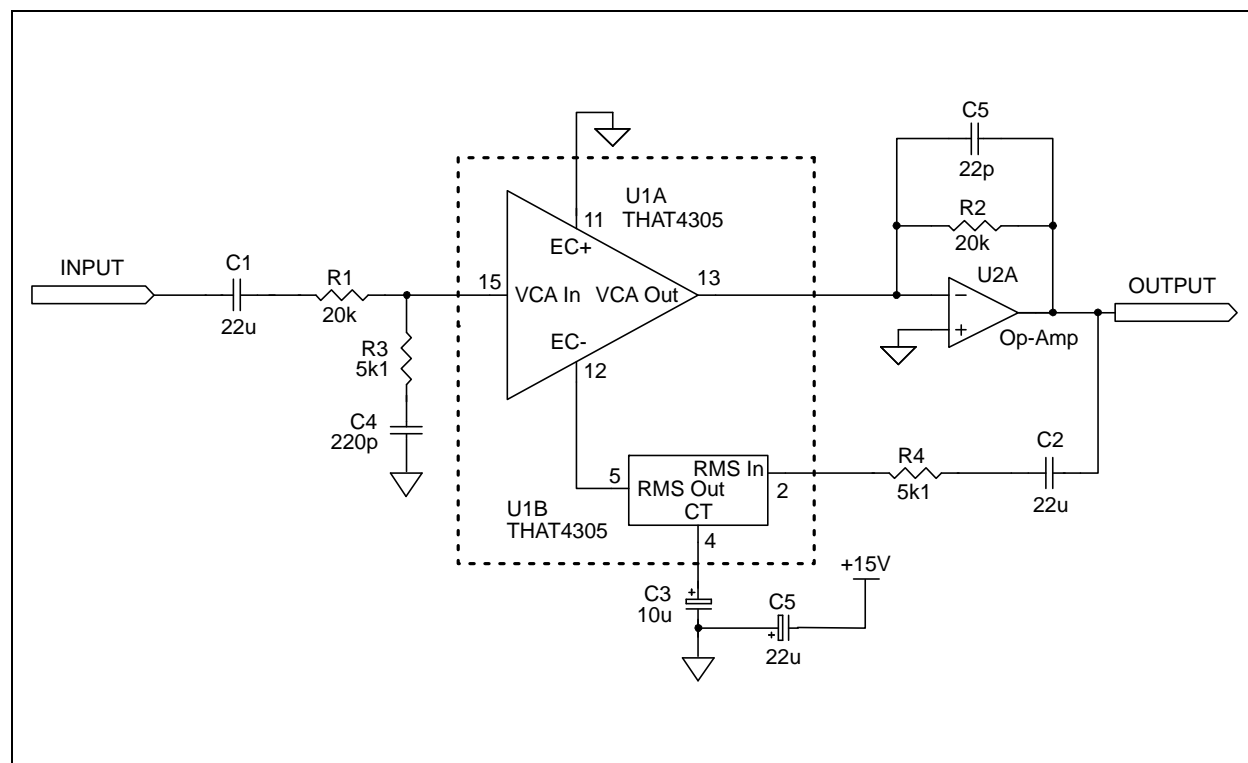 C5
22p
U1A
THAT4305
R2
20k
11
EC+
INPUT
C1
R1
15
VCA In
VCA Out
13
U2A
OUTPUT
22u
20k
−
+
Op-Amp
R3
5k1
EC-
12
C4
220p
5
RMS In
RMS Out
CT
2
R4
5k1
C2
22u
U1B
THAT4305
4
+15V
C3
10u
+
C5
+
22u